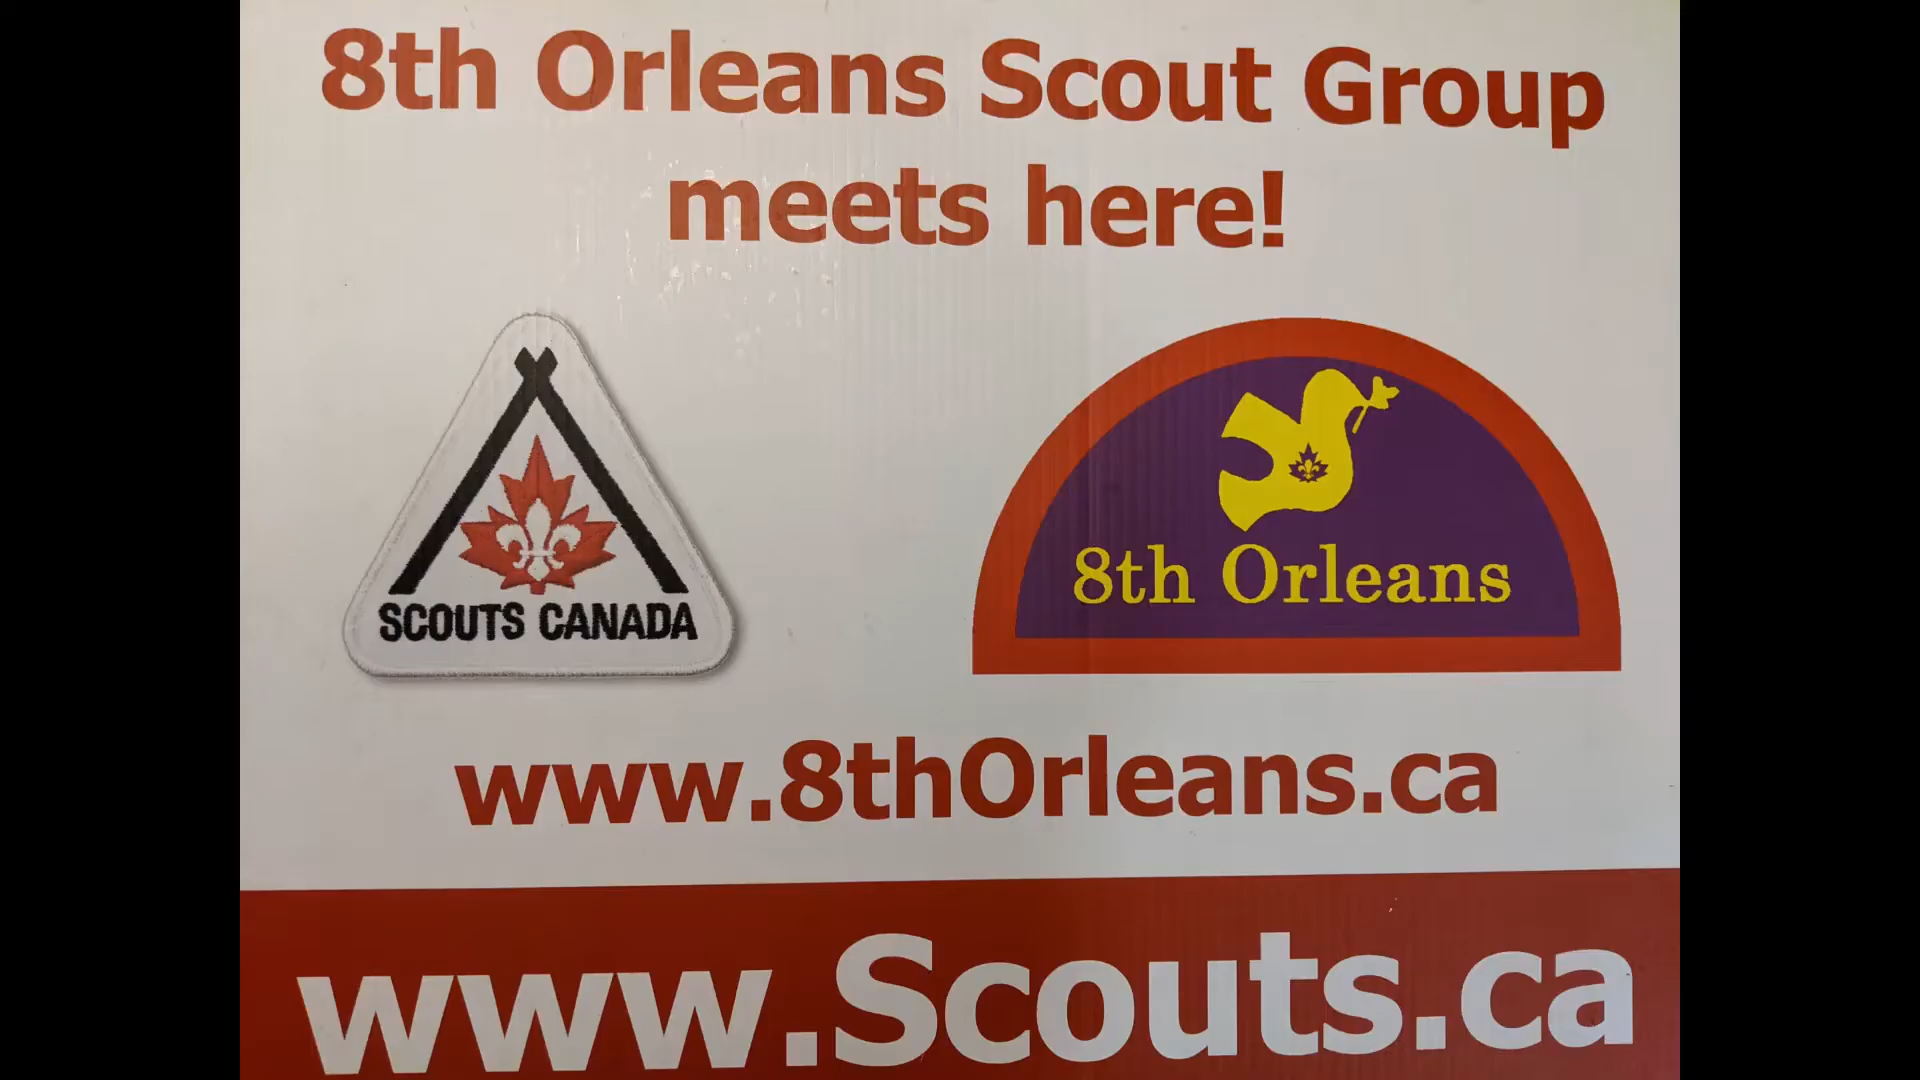 8th Orleans Scout Group
meets here!
SCOUTS CANADA
8th Orleans
www.8thOrleans.ca
www.Scouts.ca